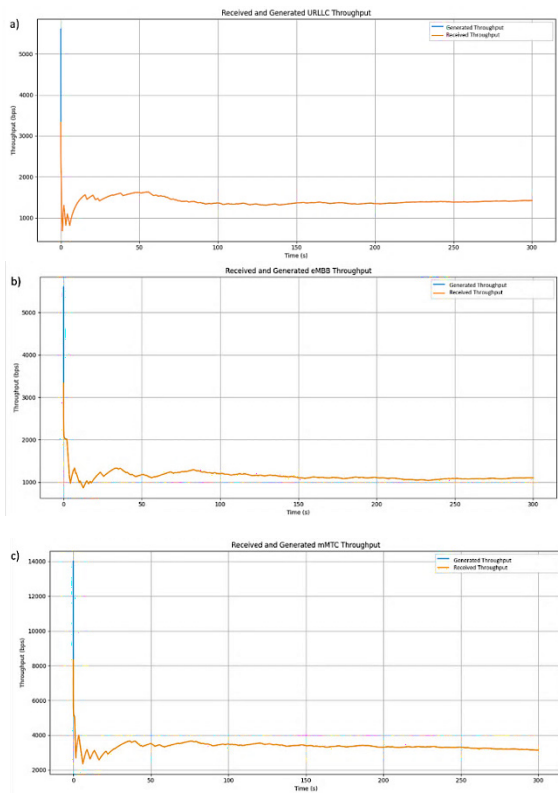 a)
Received and Generated URLLC Throughput
Generated Throughput
Received Throughput
5000
4000
3000
2000
1000
Throughput (bps)
0 50 100 150 200 250 300
Time (s)
b)
Received and Generated eMBB Throughput
Generated Throughput
Received Throughput
5000
4000
3000
2000
1000
Throughput (bps)
0 50 100 150 200 250 300
Time (s)
c)
Received and Generated mMTC Throughput
Generated Throughput
Received Throughput
14000
12000
10000
8000
6000
4000
2000
Throughput (bps)
0 50 100 150 200 250 300
Time (s)